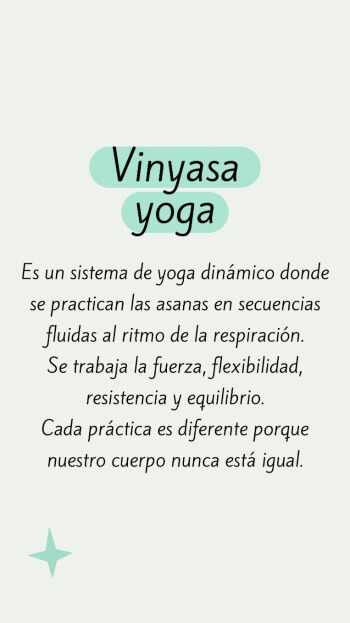 Vinyasa
yoga
Es un sistema de yoga dinámico donde
se practican las asanas en secuencias
fluidas al ritmo de la respiración.
Se trabaja la fuerza, flexibilidad,
resistencia y equilibrio.
Cada práctica es diferente porque
nuestro cuerpo nunca está igual.